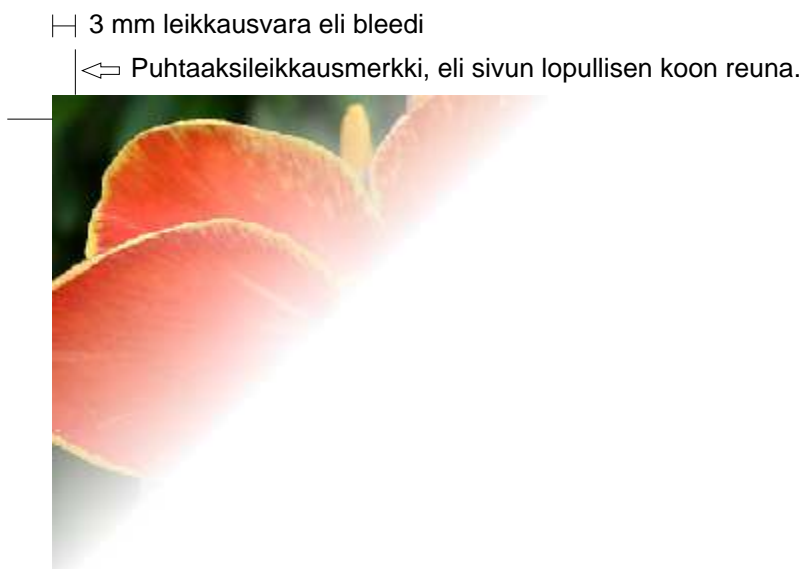 3 mm leikkausvara eli bleedi
Puhtaaksileikkausmerkki, eli sivun lopullisen koon reuna.